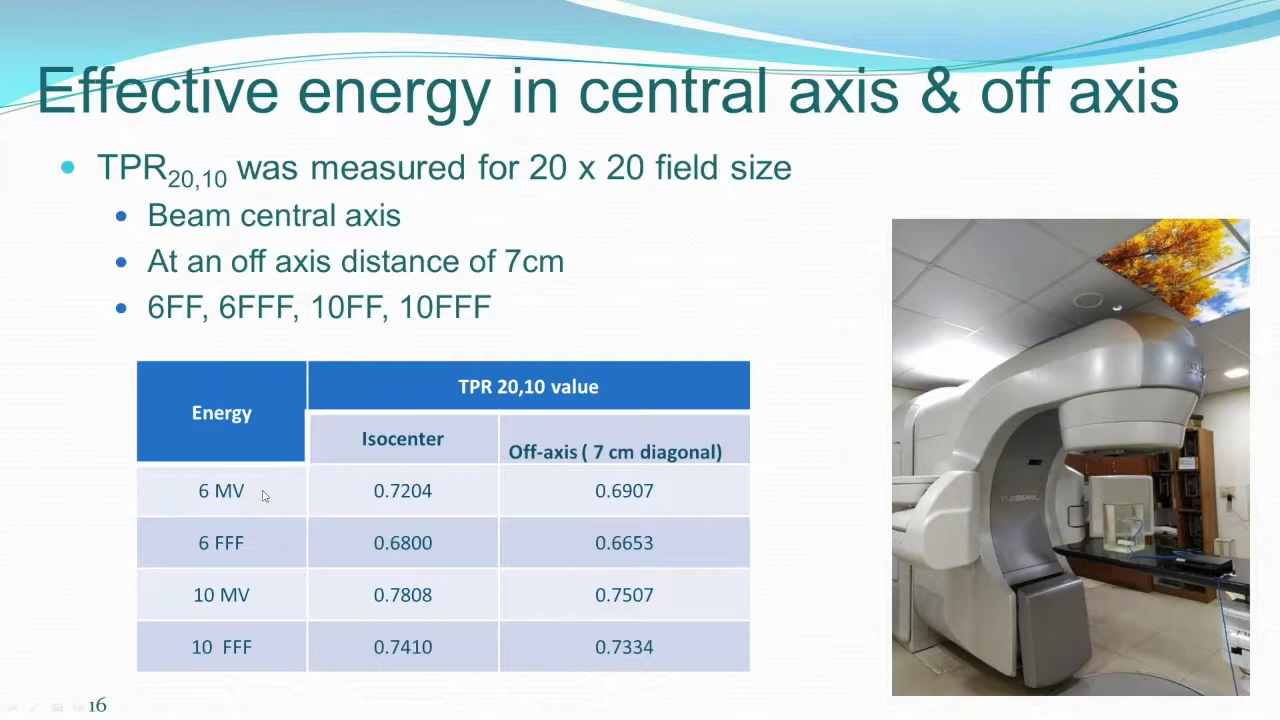 Effective energy in central axis & off axis
TPR20,10 was measured for 20 x 20 field size
Beam central axis
At an off axis distance of 7cm
6FF, 6FFF, 10FF, 10FFF
Energy
TPR 20,10 value
Isocenter
Off-axis ( 7 cm diagonal)
6 MV 0.7204 0.6907
6 FFF 0.6800 0.6653
10 MV 0.7808 0.7507
10 FFF 0.7410 0.7334
16